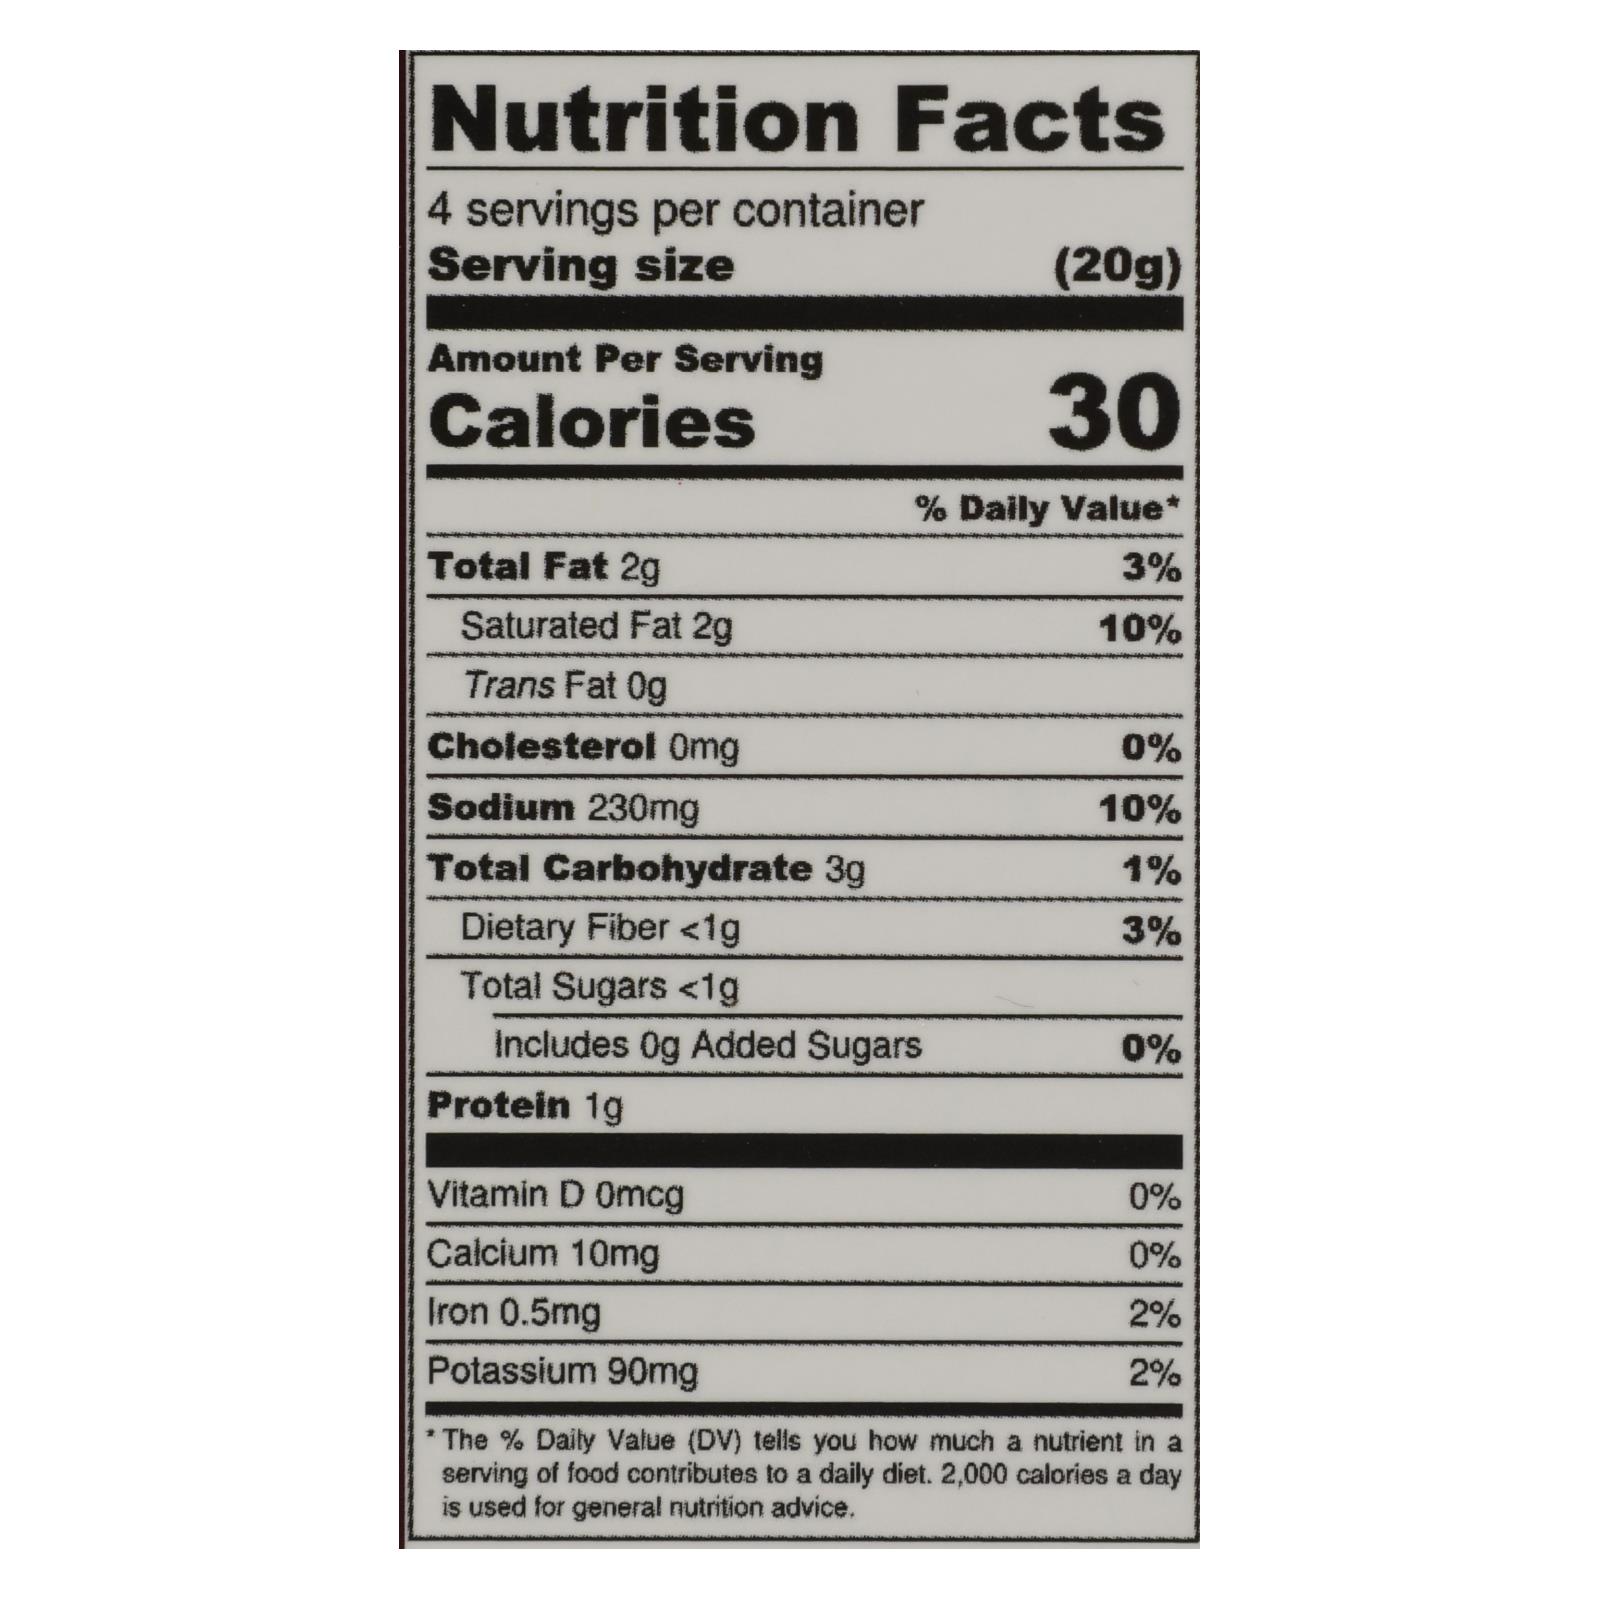 Nutrition Facts
4 servings per container
Serving size (20g)
Amount Per Serving
Calories 30
% Daily Value*
Total Fat 2g 3%
Saturated Fat 2g 10%
Trans Fat 0g
Cholesterol 0mg 0%
Sodium 230mg 10%
Total Carbohydrate 3g 1%
Dietary Fiber <1g 3%
Total Sugars <1g
Includes 0g Added Sugars 0%
Protein 1g
Vitamin D 0mcg 0%
Calcium 10mg 0%
Iron 0.5mg 2%
Potassium 90mg 2%
* The % Daily Value (DV) tells you how much a nutrient in a
serving of food contributes to a daily diet. 2,000 calories a day
is used for general nutrition advice.